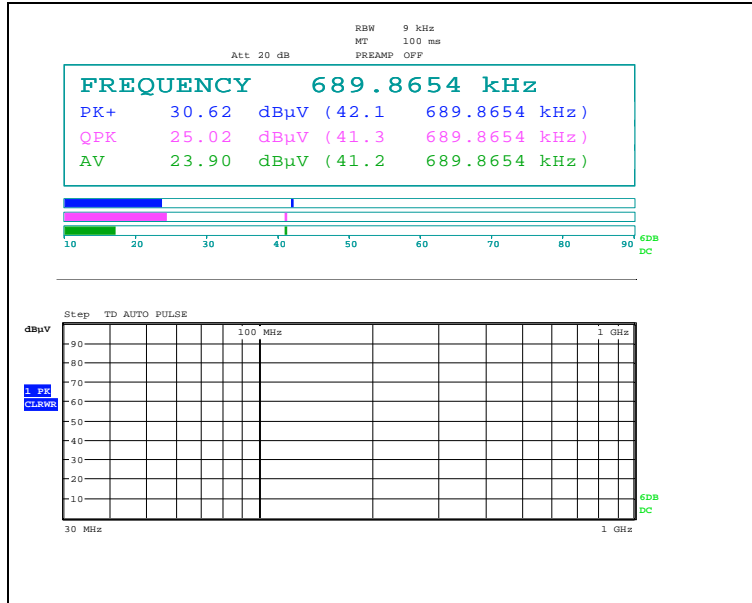 RBW 9 kHz
MT 100 ms
Att 20 dB PREAMP OFF
FREQUENCY 689.8654 kHz
PK+ 30.62 dBµV (42.1 689.8654 kHz)
QPK 25.02 dBµV (41.3 689.8654 kHz)
AV 23.90 dBµV (41.2 689.8654 kHz)
10 20 30 40 50 60 70 80 90
6DB
DC
Step TD AUTO PULSE
dBµV
100 MHz 1 GHz
90
80
70
1 PK
CLRWR
60
50
40
30
20
10
6DB
DC
30 MHz 1 GHz